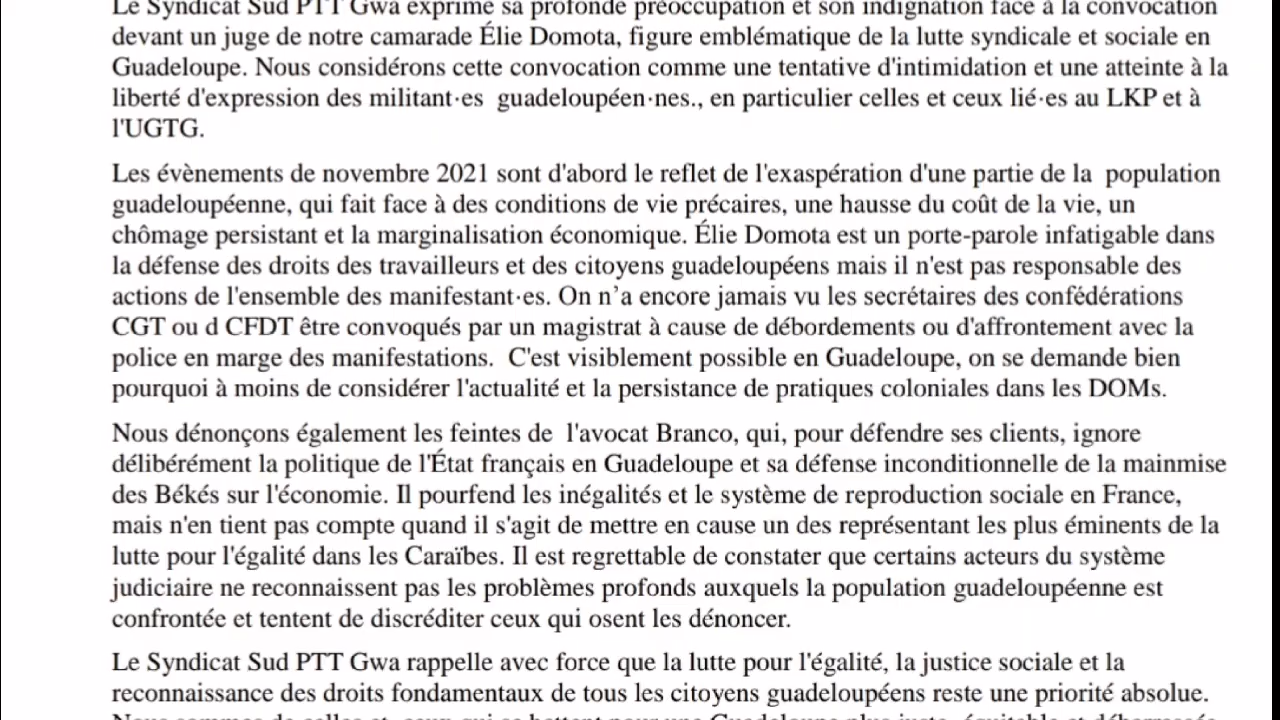 Le Syndicat Sud PTT Gwa exprime sa profonde préoccupation et son indignation face à la convocation
devant un juge de notre camarade Élie Domota, figure emblématique de la lutte syndicale et sociale en
Guadeloupe. Nous considérons cette convocation comme une tentative d'intimidation et une atteinte à la
liberté d'expression des militant·es  guadeloupéen·nes., en particulier celles et ceux lié·es au LKP et à
l'UGTG.
Les évènements de novembre 2021 sont d'abord le reflet de l'exaspération d'une partie de la  population
guadeloupéenne, qui fait face à des conditions de vie précaires, une hausse du coût de la vie, un
chômage persistant et la marginalisation économique. Élie Domota est un porte-parole infatigable dans
la défense des droits des travailleurs et des citoyens guadeloupéens mais il n'est pas responsable des
actions de l'ensemble des manifestant·es. On n’a encore jamais vu les secrétaires des confédérations
CGT ou d CFDT être convoqués par un magistrat à cause de débordements ou d'affrontement avec la
police en marge des manifestations.  C'est visiblement possible en Guadeloupe, on se demande bien
pourquoi à moins de considérer l'actualité et la persistance de pratiques coloniales dans les DOMs.
Nous dénonçons également les feintes de  l'avocat Branco, qui, pour défendre ses clients, ignore
délibérément la politique de l'État français en Guadeloupe et sa défense inconditionnelle de la mainmise
des Békés sur l'économie. Il pourfend les inégalités et le système de reproduction sociale en France,
mais n'en tient pas compte quand il s'agit de mettre en cause un des représentant les plus éminents de la
lutte pour l'égalité dans les Caraïbes. Il est regrettable de constater que certains acteurs du système
judiciaire ne reconnaissent pas les problèmes profonds auxquels la population guadeloupéenne est
confrontée et tentent de discréditer ceux qui osent les dénoncer.
Le Syndicat Sud PTT Gwa rappelle avec force que la lutte pour l'égalité, la justice sociale et la
reconnaissance des droits fondamentaux de tous les citoyens guadeloupéens reste une priorité absolue.